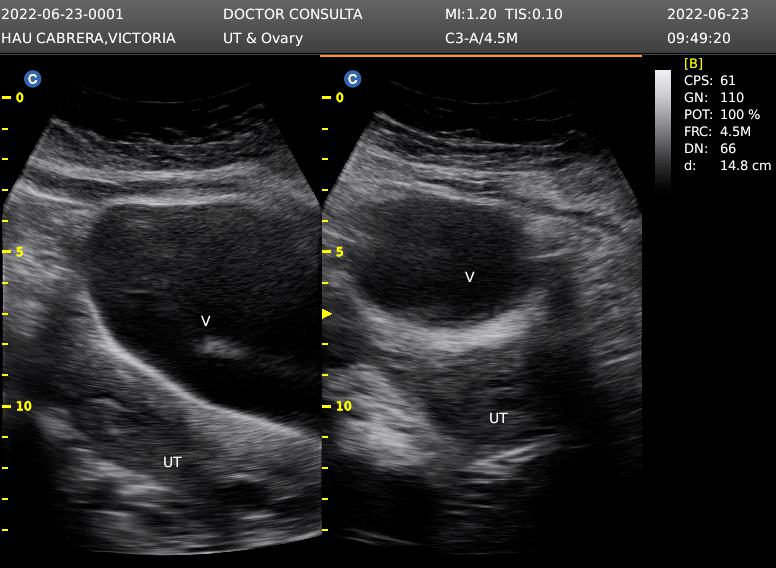 2022-06-23-0001 DOCTOR CONSULTA MI:1.20 TIS:0.10 2022-06-23
HAU CABRERA,VICTORIA UT & Ovary C3-A/4.5M 09:49:20
[B]
CPS: 61
GN: 110
POT: 100 %
FRC: 4.5M
DN: 66
d: 14.8 cm
C
0
5
10
V
UT
C
0
5
10
V
UT